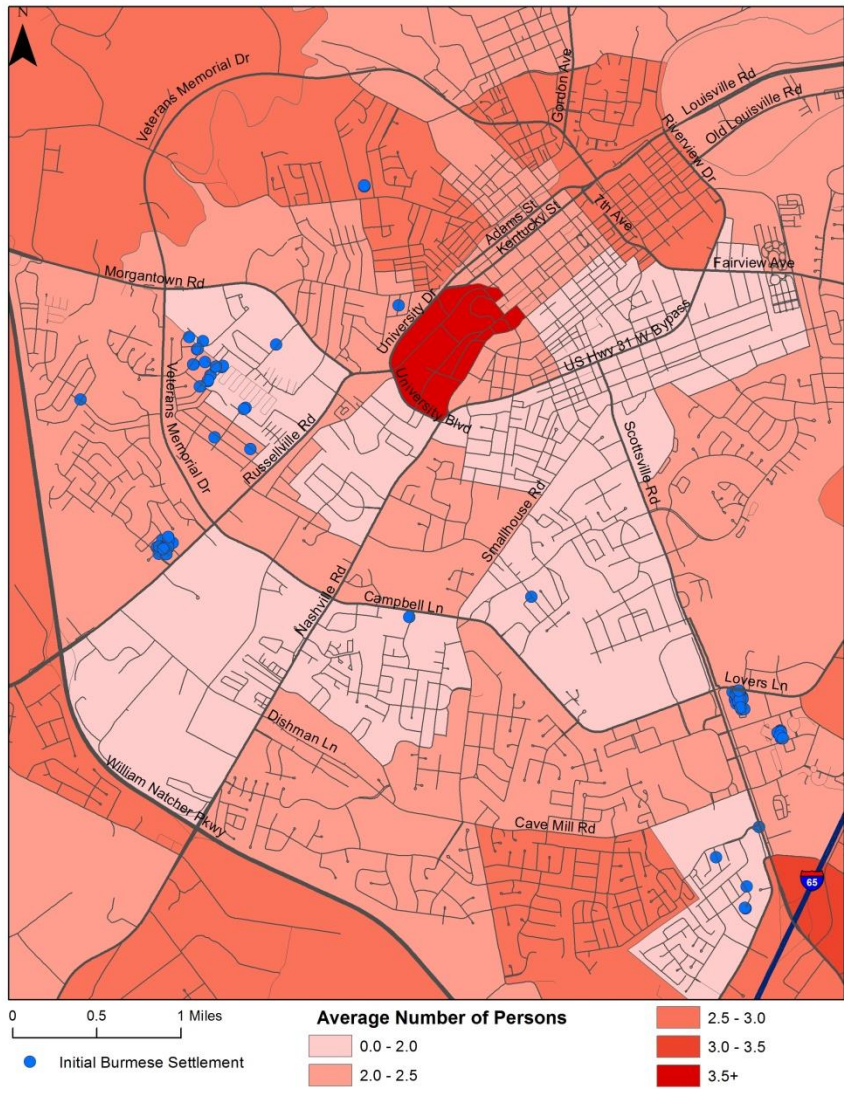 N
Veterans Memorial Dr
Gordon Ave
Louisville Rd
Old Louisville Rd
Riverview Dr
Adams St
Kentucky St
7th Ave
Fairview Ave
Morgantown Rd
University Dr
US Hwy 31 W Bypass
Veterans Memorial Dr
University Blvd
Russellville Rd
Scottsville Rd
Smallhouse Rd
Nashville Rd
Campbell Ln
Lovers Ln
Dishman Ln
William Natcher Pkwy
Cave Mill Rd
65
0 0.5 1 Miles
Initial Burmese Settlement
Average Number of Persons
0.0 - 2.0
2.0 - 2.5
2.5 - 3.0
3.0 - 3.5
3.5+